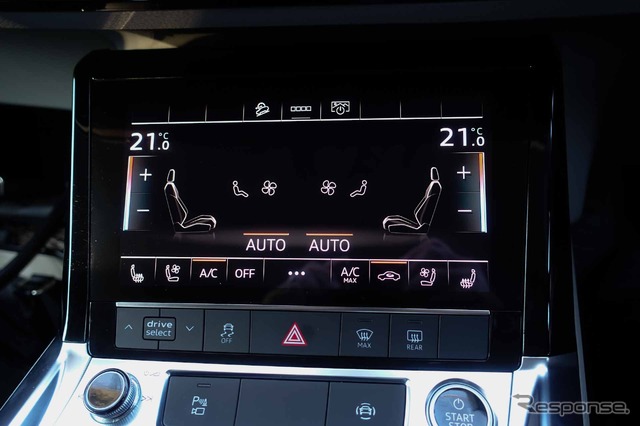 21.0°C 21.0°C
+ +
− −
AUTO AUTO
A/C OFF ••• A/C MAX
drive select OFF MAX REAR
P START STOP
Response.